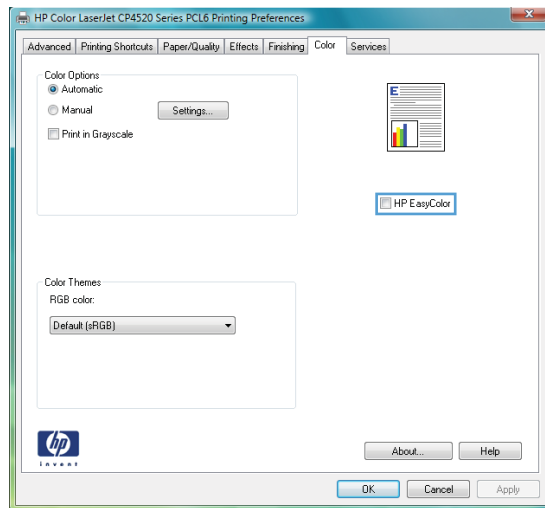 HP Color LaserJet CP4520 Series PCL6 Printing Preferences
Advanced Printing Shortcuts Paper/Quality Effects Finishing Color Services
Color Options
Automatic
Manual Settings...
Print in Grayscale
E
HP EasyColor
Color Themes
RGB color:
Default (sRGB)
hp
invent
About... Help
OK Cancel Apply